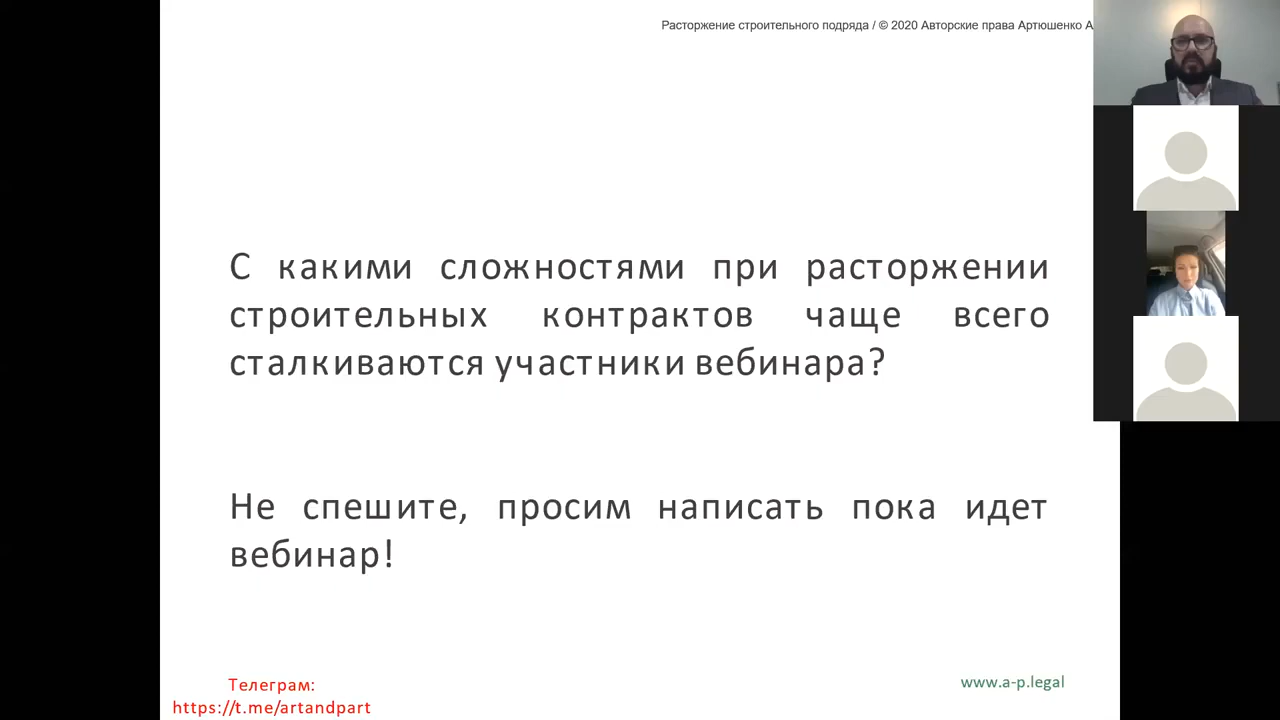 Расторжение строительного подряда / © 2020 Авторские права Артюшенко А
С какими сложностями при расторжении
строительных контрактов чаще всего
сталкиваются участники вебинара?
Не спешите, просим написать пока идет
вебинар!
Телеграм:
https://t.me/artandpart
www.a-p.legal